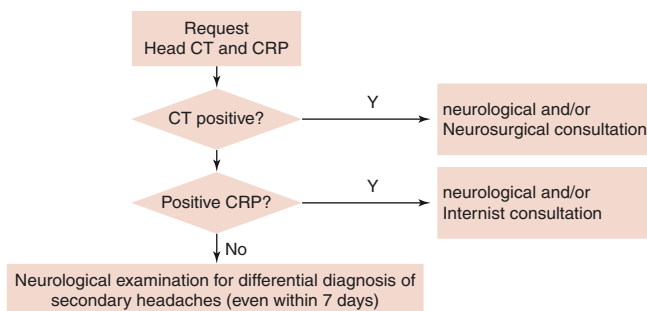 Request
Head CT and CRP
CT positive?
Y
neurological and/or
Neurosurgical consultation
Positive CRP?
Y
neurological and/or
Internist consultation
No
Neurological examination for differential diagnosis of
secondary headaches (even within 7 days)